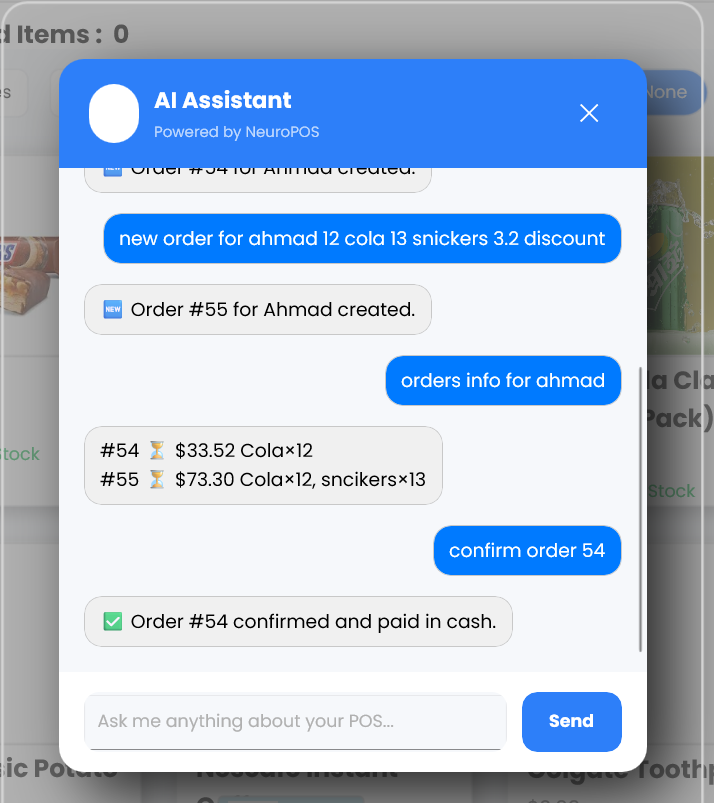 d Items : 0
es
None
AI Assistant
Powered by NeuroPOS
🆕 Order #54 for Ahmad created.
new order for ahmad 12 cola 13 snickers 3.2 discount
🆕 Order #55 for Ahmad created.
orders info for ahmad
#54 ⏳ $33.52 Cola×12
#55 ⏳ $73.30 Cola×12, sncikers×13
confirm order 54
✅ Order #54 confirmed and paid in cash.
la Cla
Pack)
Stock
Stock
Ask me anything about your POS...
Send
sic Potato
Instant
Colgate Toothp